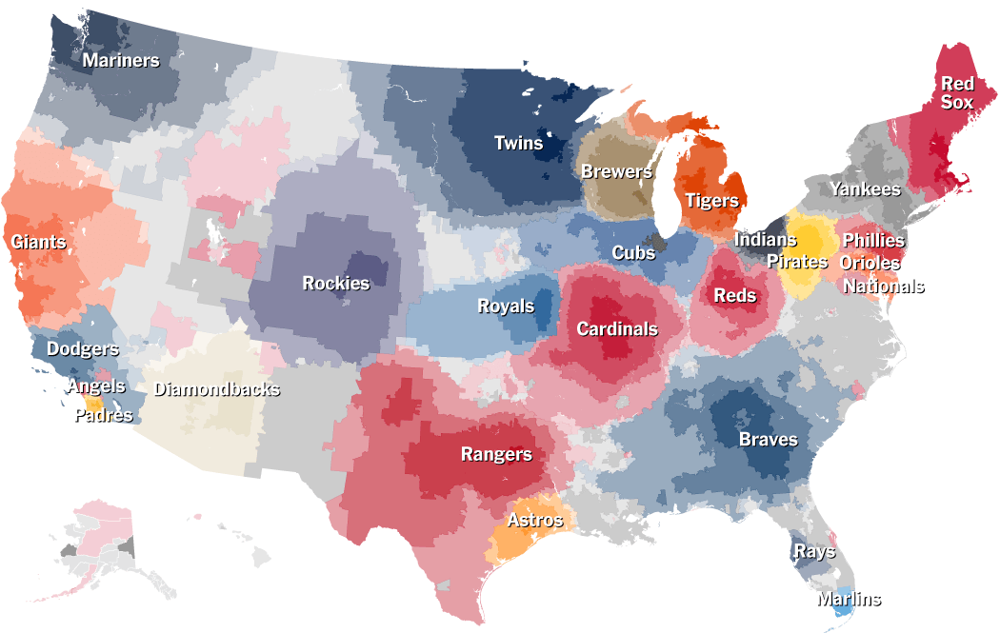 Mariners
Red
Sox
Twins
Brewers
Yankees
Tigers
Giants
Indians
Phillies
Cubs
Pirates
Orioles
Rockies
Nationals
Reds
Royals
Cardinals
Dodgers
Angels
Diamondbacks
Padres
Braves
Rangers
Astros
Rays
Marlins